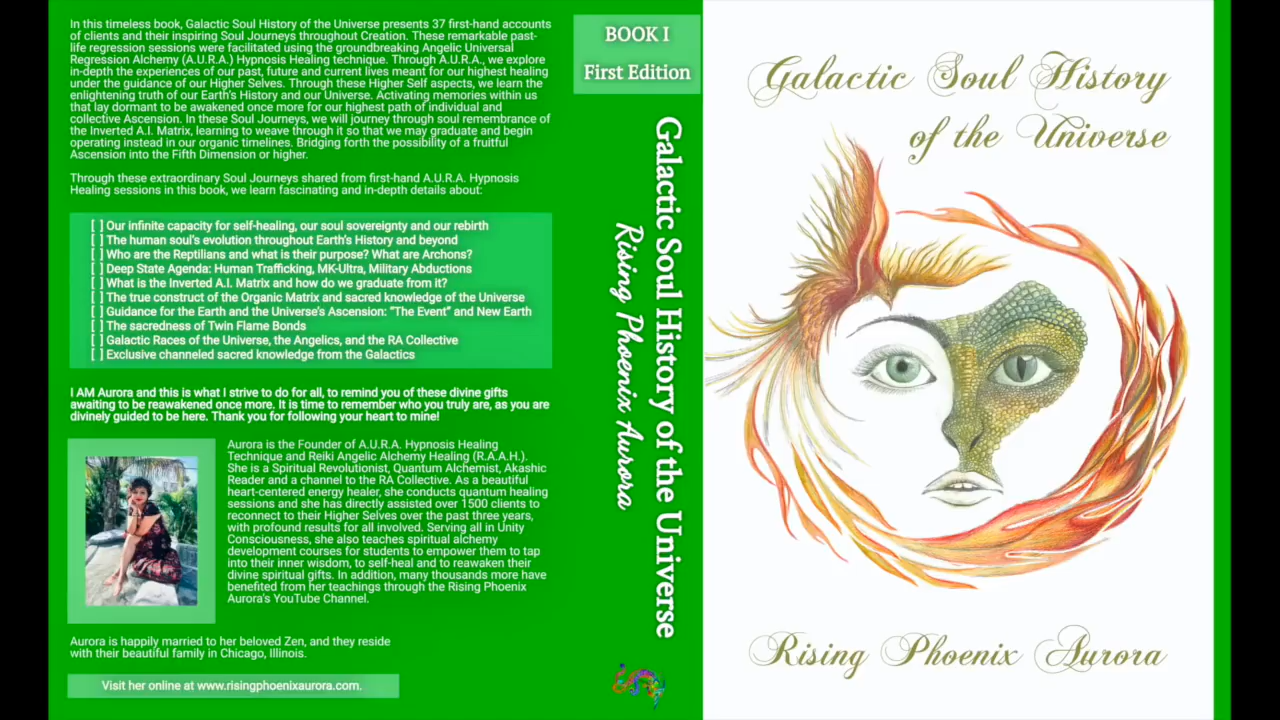 In this timeless book, Galactic Soul History of the Universe presents 37 first-hand accounts
of clients and their inspiring Soul Journeys throughout Creation. These remarkable past-
life regression sessions were facilitated using the groundbreaking Angelic Universal
Regression Alchemy (A.U.R.A.) Hypnosis Healing technique. Through A.U.R.A., we explore
in-depth the experiences of our past, future and current lives meant for our highest healing
under the guidance of our Higher Selves. Through these Higher Self aspects, we learn the
enlightening truth of our Earth's History and our Universe. Activating memories within us
that lay dormant to be awakened once more for our highest path of individual and
collective Ascension. In these Soul Journeys, we will journey through soul remembrance of
the Inverted A.I. Matrix, learning to weave through it so that we may graduate and begin
operating instead in our organic timelines. Bridging forth the possibility of a fruitful
Ascension into the Fifth Dimension or higher.
Through these extraordinary Soul Journeys shared from first-hand A.U.R.A. Hypnosis
Healing sessions in this book, we learn fascinating and in-depth details about:
[ ] Our infinite capacity for self-healing, our soul sovereignty and our rebirth
[ ] The human soul's evolution throughout Earth's History and beyond
[ ] Who are the Reptilians and what is their purpose? What are Archons?
[ ] Deep State Agenda: Human Trafficking, MK-Ultra, Military Abductions
[ ] What is the Inverted A.I. Matrix and how do we graduate from it?
[ ] The true construct of the Organic Matrix and sacred knowledge of the Universe
[ ] Guidance for the Earth and the Universe's Ascension: "The Event" and New Earth
[ ] The sacredness of Twin Flame Bonds
[ ] Galactic Races of the Universe, the Angelics, and the RA Collective
[ ] Exclusive channeled sacred knowledge from the Galactics
I AM Aurora and this is what I strive to do for all, to remind you of these divine gifts
awaiting to be reawakened once more. It is time to remember who you truly are, as you are
divinely guided to be here. Thank you for following your heart to mine!
Aurora is the Founder of A.U.R.A. Hypnosis Healing
Technique and Reiki Angelic Alchemy Healing (R.A.A.H.).
She is a Spiritual Revolutionist, Quantum Alchemist, Akashic
Reader and a channel to the RA Collective. As a beautiful
heart-centered energy healer, she conducts quantum healing
sessions and she has directly assisted over 1500 clients to
reconnect to their Higher Selves over the past three years,
with profound results for all involved. Serving all in Unity
Consciousness, she also teaches spiritual alchemy
development courses for students to empower them to tap
into their inner wisdom, to self-heal and to reawaken their
divine spiritual gifts. In addition, many thousands more have
benefited from her teachings through the Rising Phoenix
Aurora's YouTube Channel.
Aurora is happily married to her beloved Zen, and they reside
with their beautiful family in Chicago, Illinois.
Visit her online at www.risingphoenixaurora.com.
BOOK I
First Edition
Galactic Soul History of the Universe
Rising Phoenix Aurora
Galactic Soul History
of the Universe
Rising Phoenix Aurora